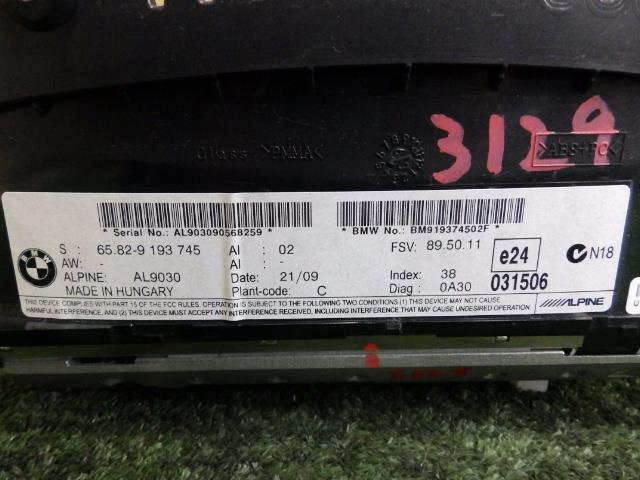 3129
Glass >PMMA<
>ABS+PC<
* Serial No.: AL903090568259 *
* BMW No.: BM919374502F *
BMW
S : 65.82-9 193 745 AI : 02 FSV: 89.50.11
AW: - AI : -
ALPINE: AL9030 Date: 21/09 Index: 38
MADE IN HUNGARY Plant-code: C Diag : 0A30
e24
031506
N18
THIS DEVICE COMPLIES WITH PART 15 OF THE FCC RULES. OPERATION IS SUBJECT TO THE FOLLOWING TWO CONDITIONS: (1) THIS DEVICE MAY NOT CAUSE
HARMFUL INTERFERENCE, AND (2) THIS DEVICE MUST ACCEPT ANY INTERFERENCE RECEIVED, INCLUDING INTERFERENCE THAT MAY CAUSE UNDESIRED OPERATION.
ALPINE